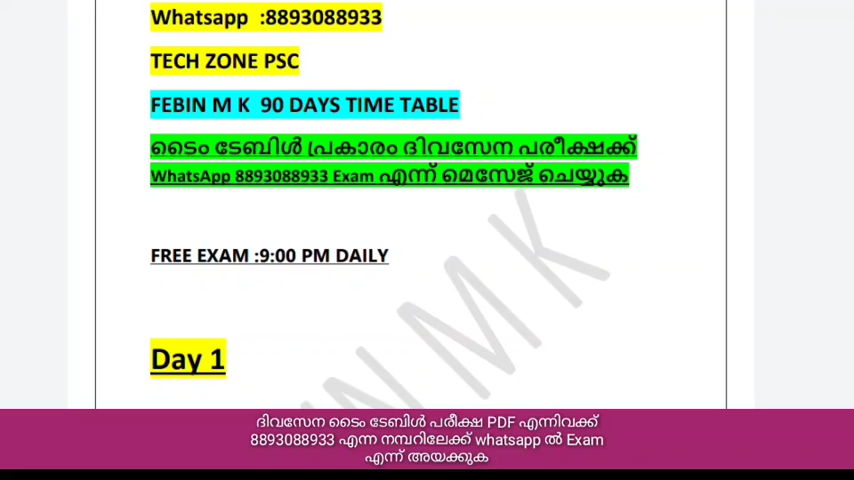 Whatsapp :8893088933
TECH ZONE PSC
FEBIN M K 90 DAYS TIME TABLE
ടൈം ടേബിൾ പ്രകാരം ദിവസേന പരീക്ഷക്ക്
WhatsApp 8893088933 Exam എന്ന് മെസേജ് ചെയ്യുക
FREE EXAM :9:00 PM DAILY
Day 1
IN M K
ദിവസേന ടൈം ടേബിൾ പരീക്ഷ PDF എന്നിവക്ക്
8893088933 എന്ന നമ്പറിലേക്ക് whatsapp ൽ Exam
എന്ന് അയക്കുക